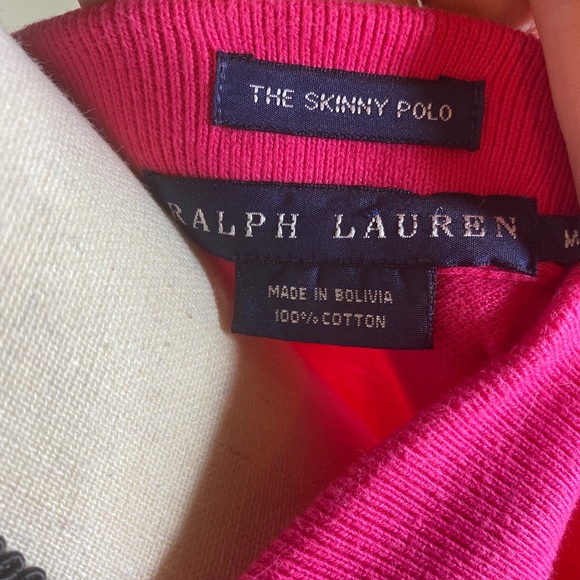 THE SKINNY POLO
RALPH LAUREN
M
MADE IN BOLIVIA
100% COTTON